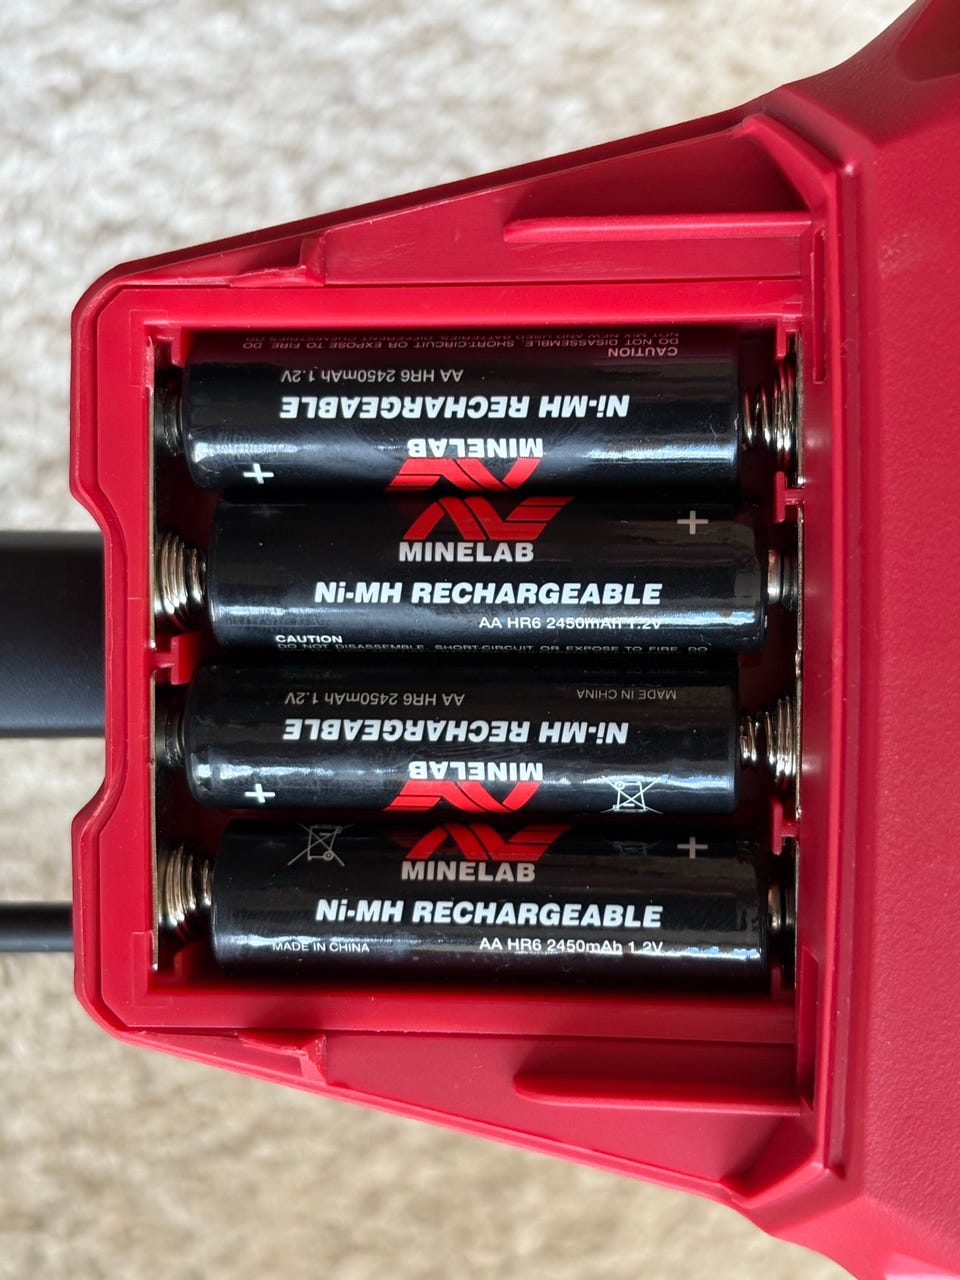 +
MINELAB
Ni-MH RECHARGEABLE
AA HR6 2450mAh 1.2V
CAUTION
DO NOT DISASSEMBLE, SHORT-CIRCUIT OR EXPOSE TO FIRE. DO
NOT MIX NEW AND USED BATTERIES, DIFFERENT CHEMISTRIES OR
+
MINELAB
Ni-MH RECHARGEABLE
AA HR6 2450mAh 1.2V
CAUTION
DO NOT DISASSEMBLE, SHORT-CIRCUIT OR EXPOSE TO FIRE. DO
+
MINELAB
Ni-MH RECHARGEABLE
MADE IN CHINA AA HR6 2450mAh 1.2V
+
MINELAB
Ni-MH RECHARGEABLE
MADE IN CHINA AA HR6 2450mAh 1.2V